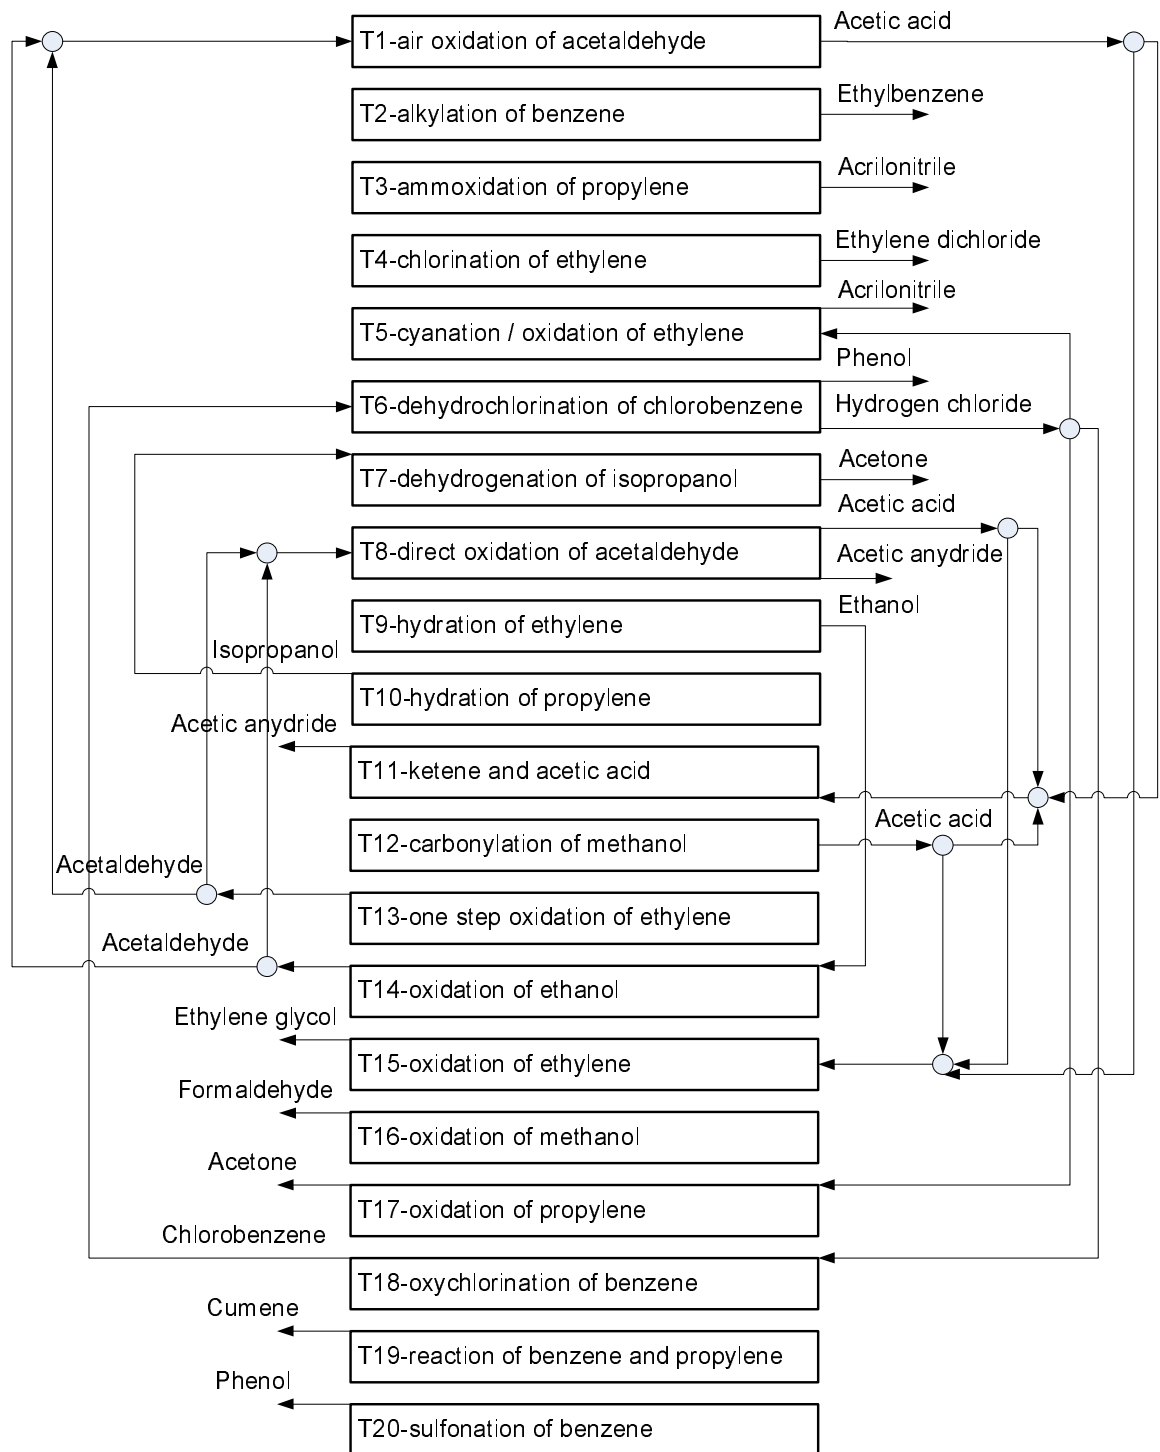 Acetic acid
T1-air oxidation of acetaldehyde
Ethylbenzene
T2-alkylation of benzene
Acrilonitrile
T3-ammoxidation of propylene
Ethylene dichloride
T4-chlorination of ethylene
Acrilonitrile
T5-cyanation / oxidation of ethylene
Phenol
T6-dehydrochlorination of chlorobenzene
Hydrogen chloride
Acetone
T7-dehydrogenation of isopropanol
Acetic acid
T8-direct oxidation of acetaldehyde
Acetic anydride
Ethanol
T9-hydration of ethylene
Isopropanol
T10-hydration of propylene
Acetic anydride
T11-ketene and acetic acid
Acetic acid
T12-carbonylation of methanol
Acetaldehyde
T13-one step oxidation of ethylene
Acetaldehyde
T14-oxidation of ethanol
Ethylene glycol
T15-oxidation of ethylene
Formaldehyde
T16-oxidation of methanol
Acetone
T17-oxidation of propylene
Chlorobenzene
T18-oxychlorination of benzene
Cumene
T19-reaction of benzene and propylene
Phenol
T20-sulfonation of benzene